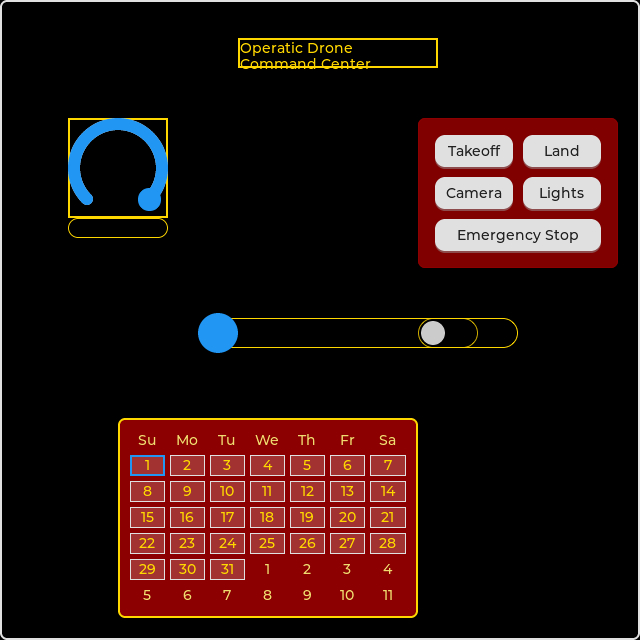 Operatic Drone
Command Center
Takeoff Land
Camera Lights
Emergency Stop
Su Mo Tu We Th Fr Sa
1 2 3 4 5 6 7
8 9 10 11 12 13 14
15 16 17 18 19 20 21
22 23 24 25 26 27 28
29 30 31 1 2 3 4
5 6 7 8 9 10 11